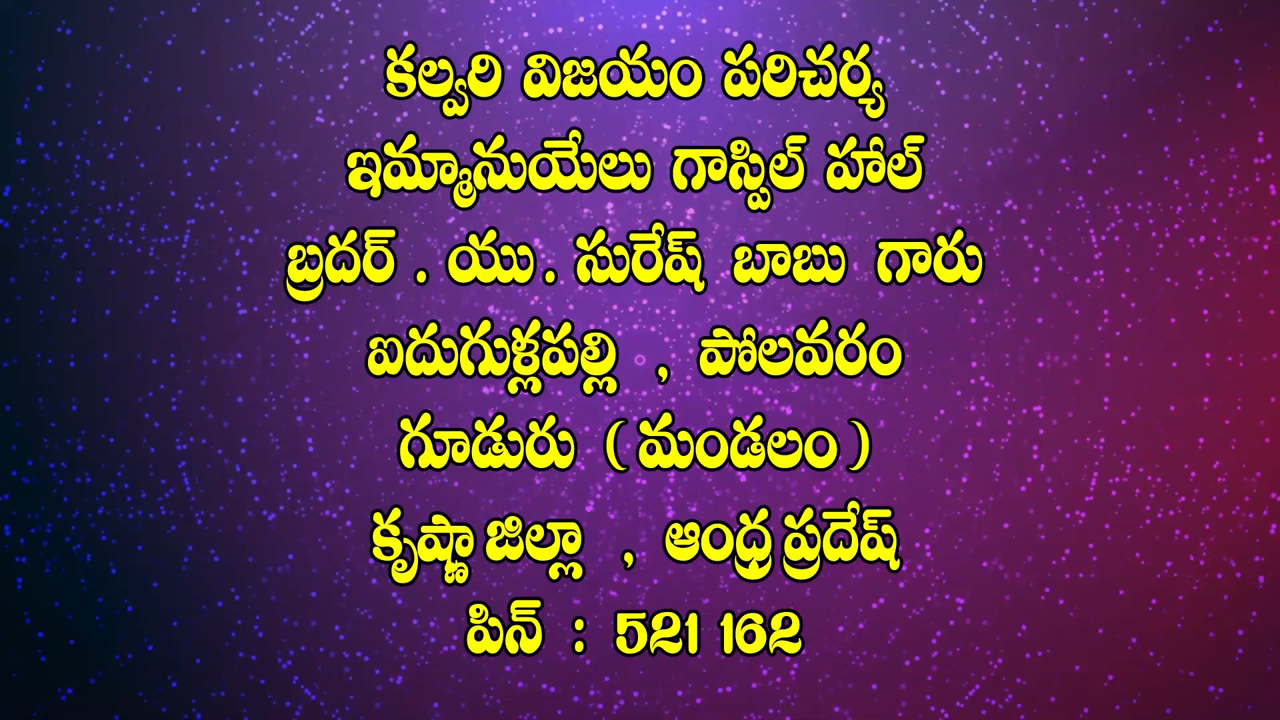 కల్వరి విజయం పరిచర్య
ఇమ్మానుయేలు గాస్పిల్ హాల్
బ్రదర్ . యు . సురేష్ బాబు గారు
ఐదుగుళ్లపల్లి , పోలవరం
గూడురు ( మండలం )
కృష్ణా జిల్లా , ఆంధ్ర ప్రదేష్
పిన్ : 521 162